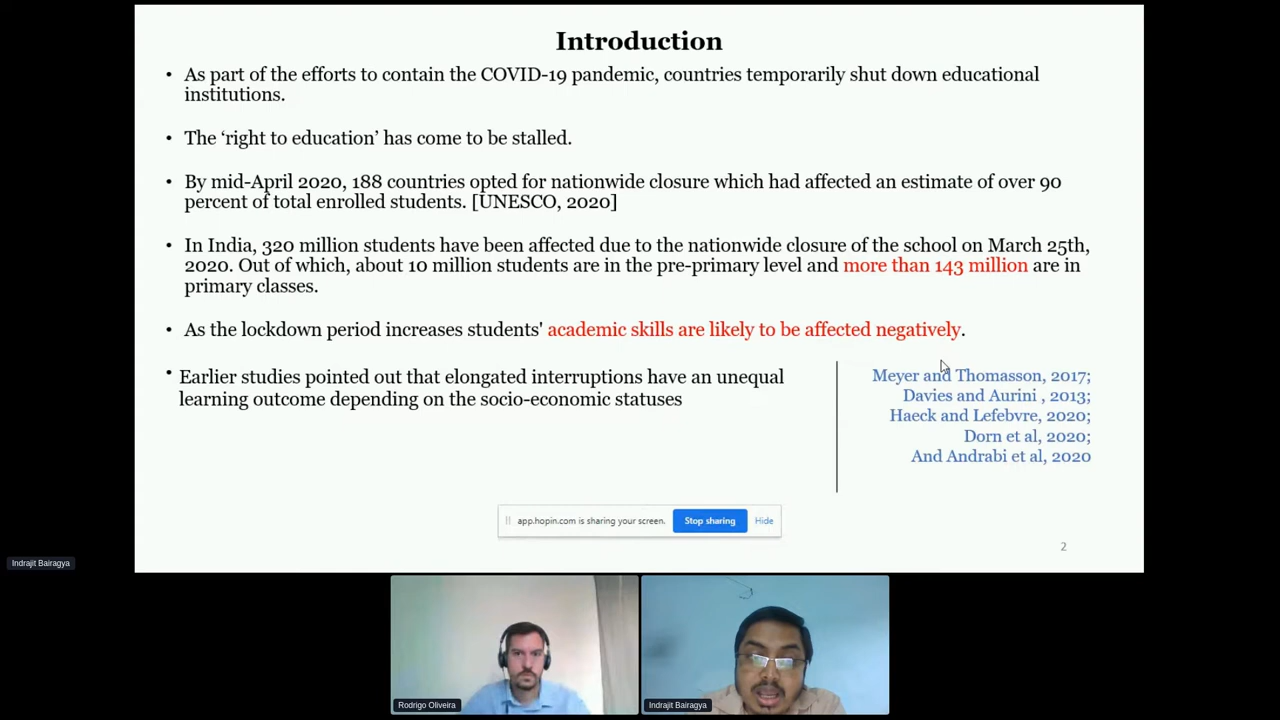 Introduction
• As part of the efforts to contain the COVID-19 pandemic, countries temporarily shut down educational
institutions.
• The ‘right to education’ has come to be stalled.
• By mid-April 2020, 188 countries opted for nationwide closure which had affected an estimate of over 90
percent of total enrolled students. [UNESCO, 2020]
• In India, 320 million students have been affected due to the nationwide closure of the school on March 25th,
2020. Out of which, about 10 million students are in the pre-primary level and more than 143 million are in
primary classes.
• As the lockdown period increases students' academic skills are likely to be affected negatively.
• Earlier studies pointed out that elongated interruptions have an unequal
learning outcome depending on the socio-economic statuses
Meyer and Thomasson, 2017;
Davies and Aurini , 2013;
Haeck and Lefebvre, 2020;
Dorn et al, 2020;
And Andrabi et al, 2020
app.hopin.com is sharing your screen. Stop sharing Hide
2
Indrajit Bairagya
Rodrigo Oliveira
Indrajit Bairagya